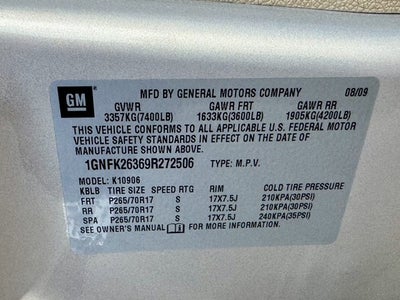 GM
MFD BY GENERAL MOTORS COMPANY 08/09
GVWR GAWR FRT GAWR RR
3357KG(7400LB) 1633KG(3600LB) 1905KG(4200LB)
THIS VEHICLE CONFORMS TO ALL APPLICABLE U.S. FEDERAL MOTOR
VEHICLE SAFETY STANDARDS IN EFFECT ON THE DATE OF
MANUFACTURE SHOWN ABOVE.
1GNFK26369R272506 TYPE: M.P.V.
MODEL: K10906
KBLB TIRE SIZE SPEED RTG RIM COLD TIRE PRESSURE
FRT P265/70R17 S 17X7.5J 210KPA(30PSI)
RR P265/70R17 S 17X7.5J 210KPA(30PSI)
SPA P265/70R17 S 17X7.5J 240KPA(35PSI)
SEE OWNER'S MANUAL FOR MORE INFORMATION.